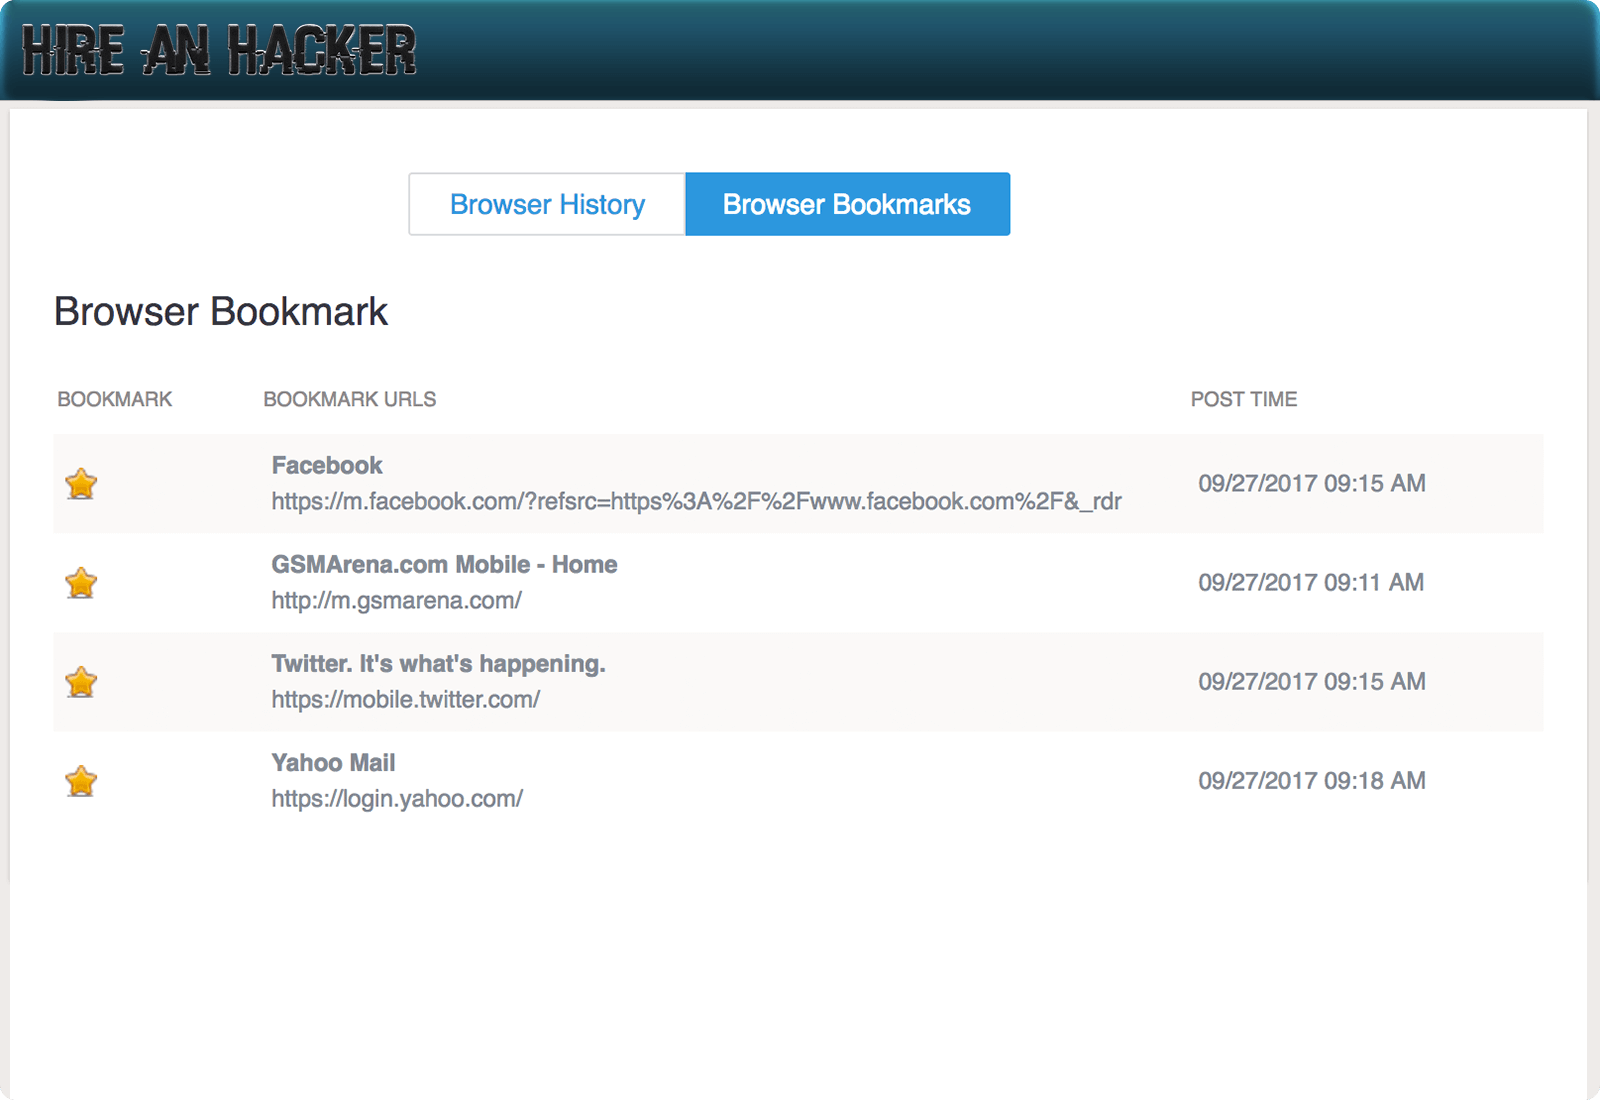 HIRE AN HACKER
Browser History Browser Bookmarks
Browser Bookmark
BOOKMARK BOOKMARK URLS POST TIME
Facebook
https://m.facebook.com/?refsrc=https%3A%2F%2Fwww.facebook.com%2F&_rdr 09/27/2017 09:15 AM
GSMArena.com Mobile - Home
http://m.gsmarena.com/ 09/27/2017 09:11 AM
Twitter. It's what's happening.
https://mobile.twitter.com/ 09/27/2017 09:15 AM
Yahoo Mail
https://login.yahoo.com/ 09/27/2017 09:18 AM